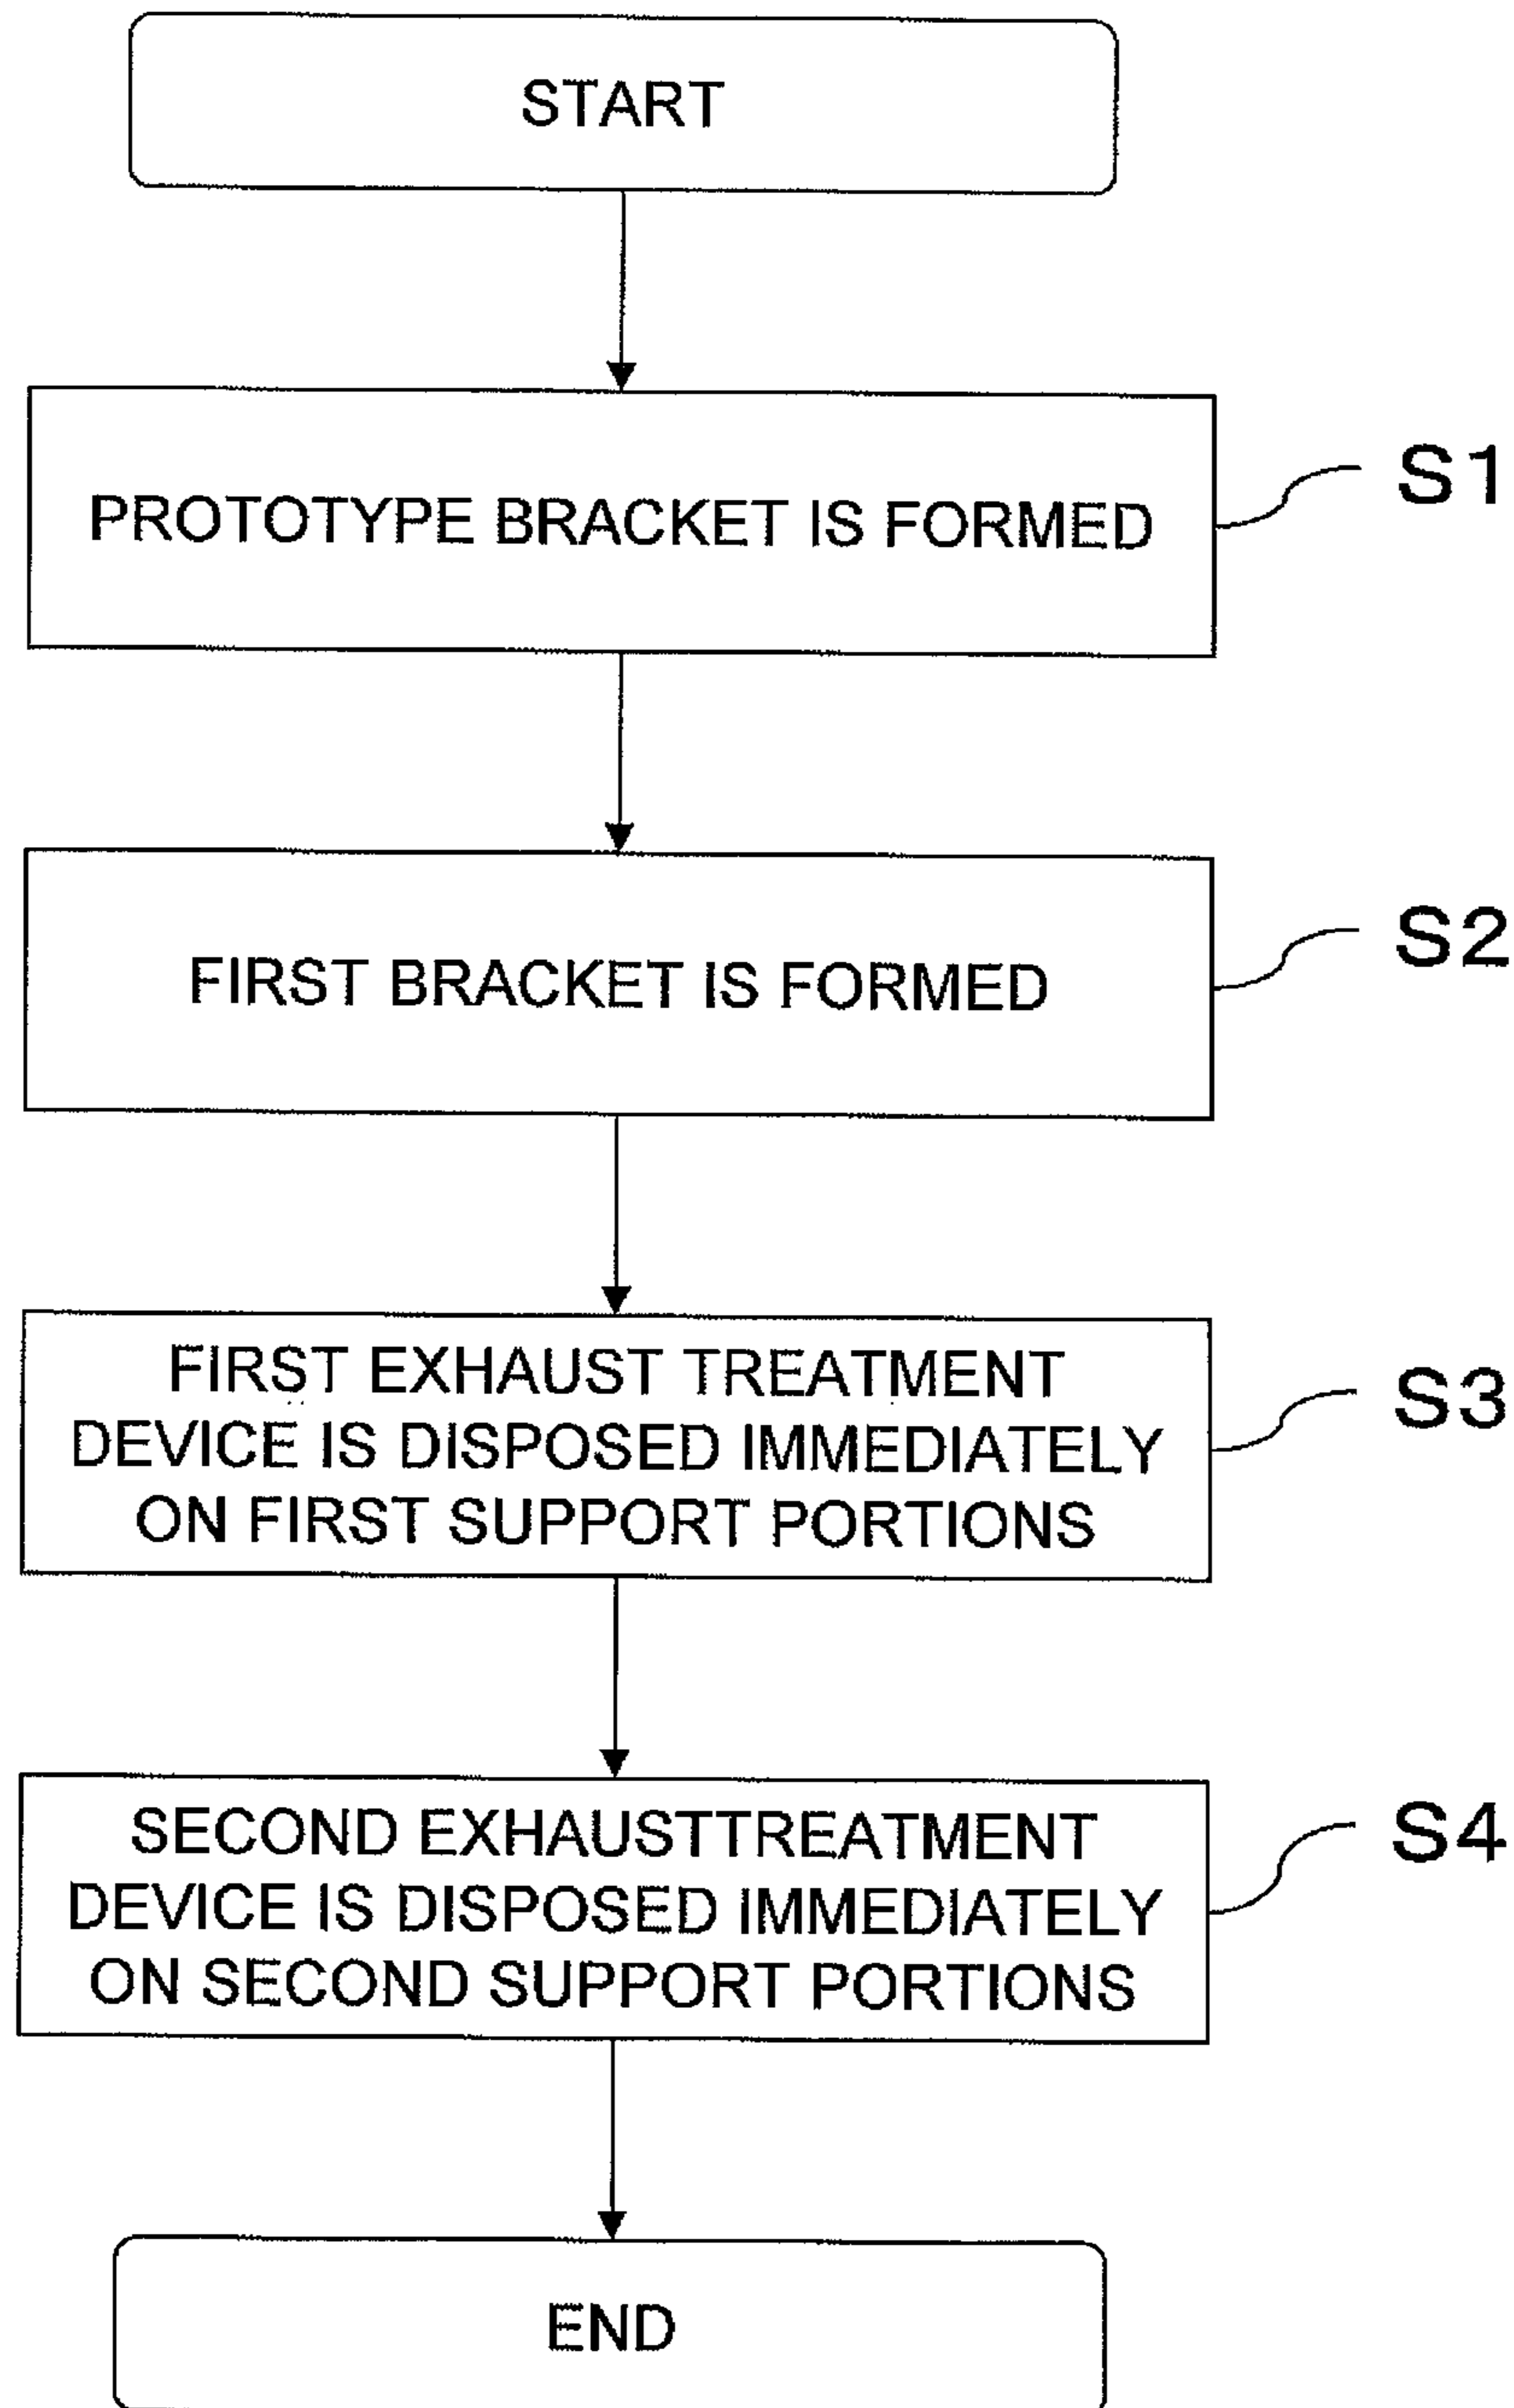 START
PROTOTYPE BRACKET IS FORMED
S1
FIRST BRACKET IS FORMED
S2
FIRST EXHAUST TREATMENT
DEVICE IS DISPOSED IMMEDIATELY
ON FIRST SUPPORT PORTIONS
S3
SECOND EXHAUSTTREATMENT
DEVICE IS DISPOSED IMMEDIATELY
ON SECOND SUPPORT PORTIONS
S4
END